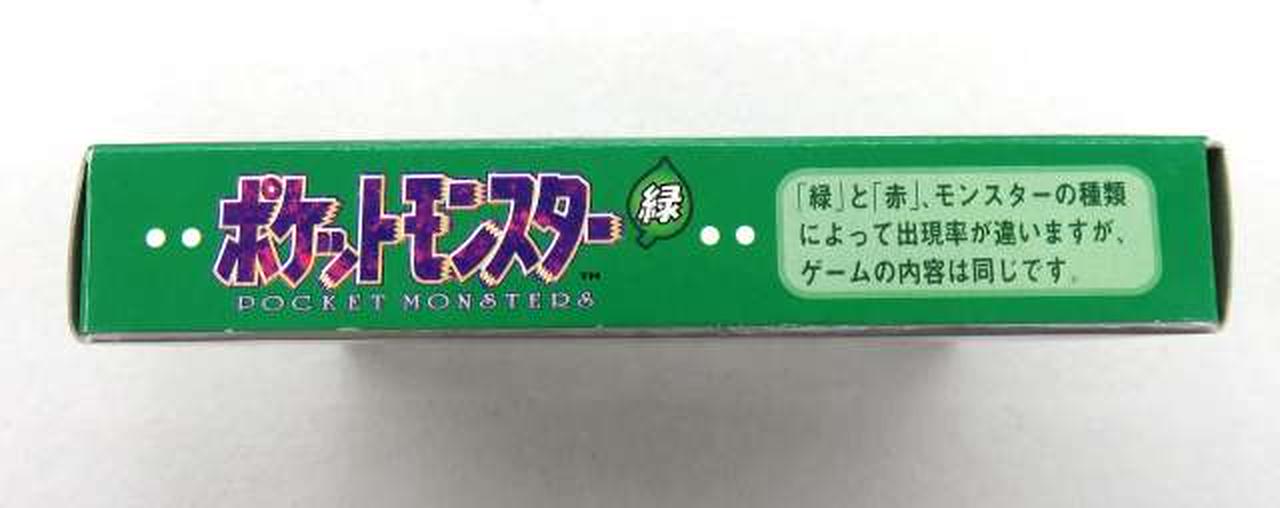 ポケットモンスター
緑
TM
POCKET MONSTERS
「緑」と「赤」、モンスターの種類
によって出現率が違いますが、
ゲームの内容は同じです。